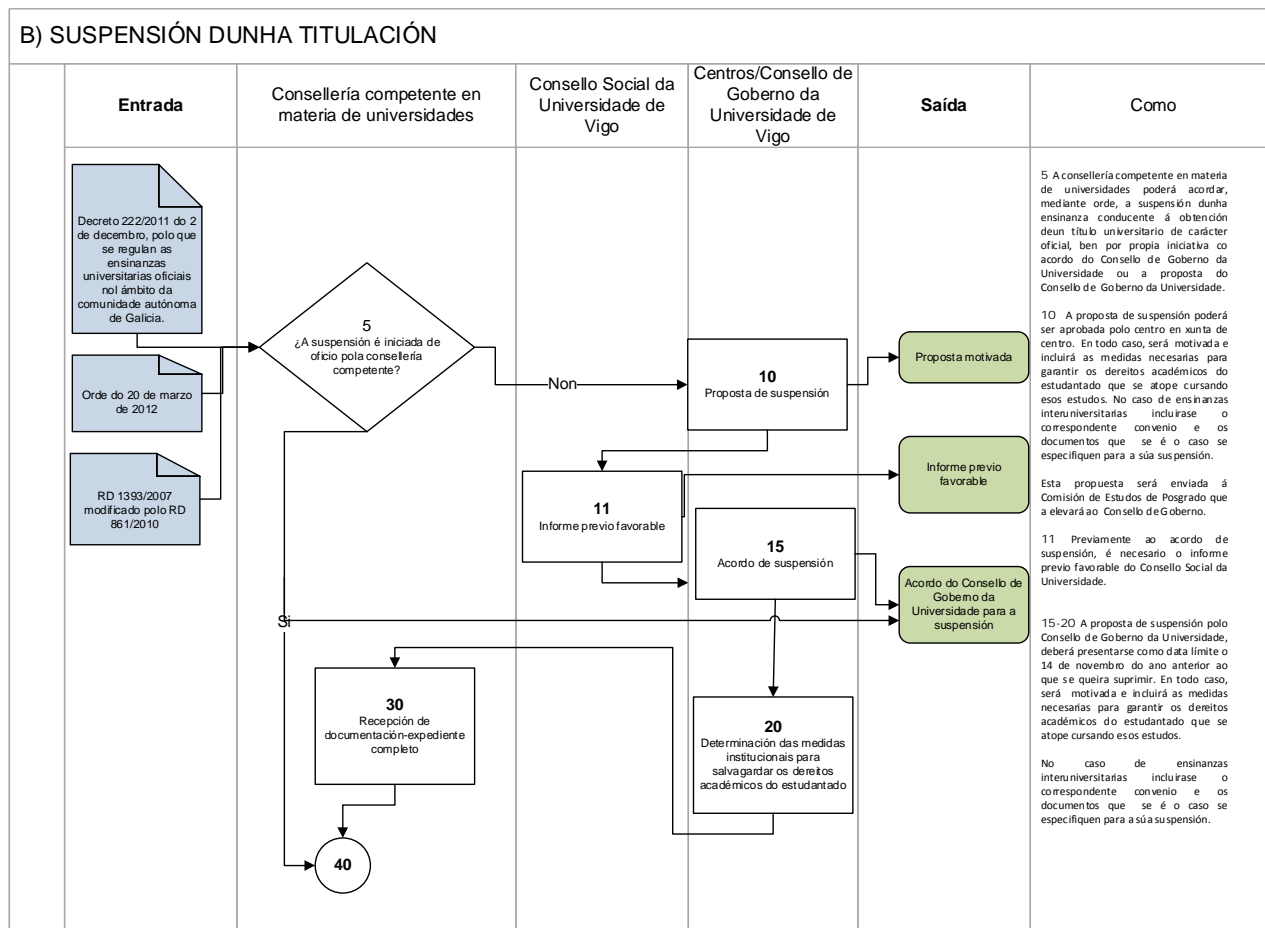 B) SUSPENSIÓN DUNHA TITULACIÓN
Entrada
Consellería competente en
materia de universidades
Consello Social da
Universidade de
Vigo
Centros/Consello de
Goberno da
Universidade de
Vigo
Saída
Como
Decreto 222/2011 do 2
de decembro, polo que
se regulan as
ensinanzas
universitarias oficiais
nol ámbito da
comunidade autónoma
de Galicia.
Orde do 20 de marzo
de 2012
RD 1393/2007
modificado polo RD
861/2010
5
¿A suspensión é iniciada de
oficio pola consellería
competente?
Non
Si
10
Proposta de suspensión
11
Informe previo favorable
15
Acordo de suspensión
20
Determinación das medidas
institucionais para
salvagardar os dereitos
académicos do estudantado
30
Recepción de
documentación-expediente
completo
40
Proposta motivada
Informe previo
favorable
Acordo do Consello de
Goberno da
Universidade para a
suspensión
5 A consellería competente en materia
de universidades poderá acordar,
mediante orde, a suspensión dunha
ensinanza conducente á obtención
deun título universitario de carácter
oficial, ben por propia iniciativa co
acordo do Consello de Goberno da
Universidade ou a proposta do
Consello de Goberno da Universidade.
10 A proposta de suspensión poderá
ser aprobada polo centro en xunta de
centro. En todo caso, será motivada e
incluirá as medidas necesarias para
garantir os dereitos académicos do
estudantado que se atope cursando
esos estudos. No caso de ensinanzas
interuniversitarias incluirase o
correspondente convenio e os
documentos que se é o caso se
especifiquen para a súa suspensión.
Esta proposta será enviada á
Comisión de Estudos de Posgrado que
a elevará ao Consello de Goberno.
11 Previamente ao acordo de
suspensión, é necesario o informe
previo favorable do Consello Social da
Universidade.
15-20 A proposta de suspensión polo
Consello de Goberno da Universidade,
deberá presentarse como data límite o
14 de novembro do ano anterior ao
que se queira suprimir. En todo caso,
será motivada e incluirá as medidas
necesarias para garantir os dereitos
académicos do estudantado que se
atope cursando esos estudos.
No caso de ensinanzas
interuniversitarias incluirase o
correspondente convenio e os
documentos que se é o caso se
especifiquen para a súa suspensión.